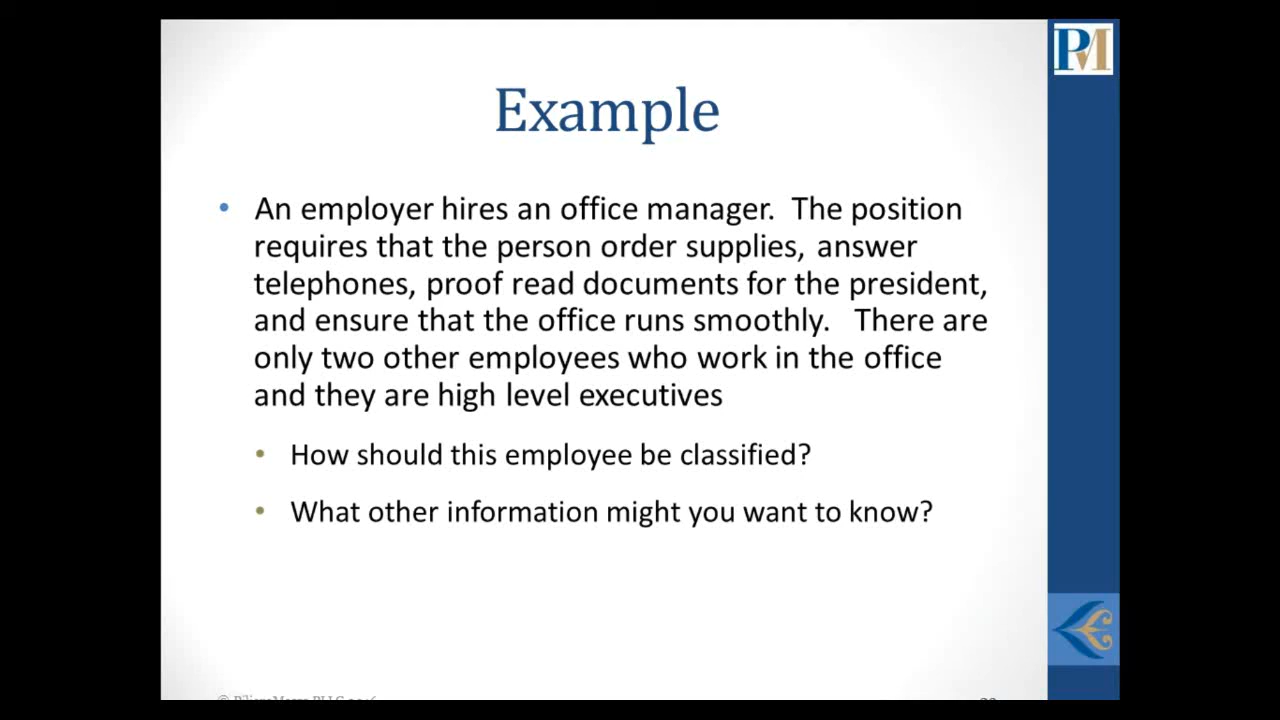 PM
Example
• An employer hires an office manager.  The position
requires that the person order supplies, answer
telephones, proof read documents for the president,
and ensure that the office runs smoothly.   There are
only two other employees who work in the office
and they are high level executives
• How should this employee be classified?
• What other information might you want to know?